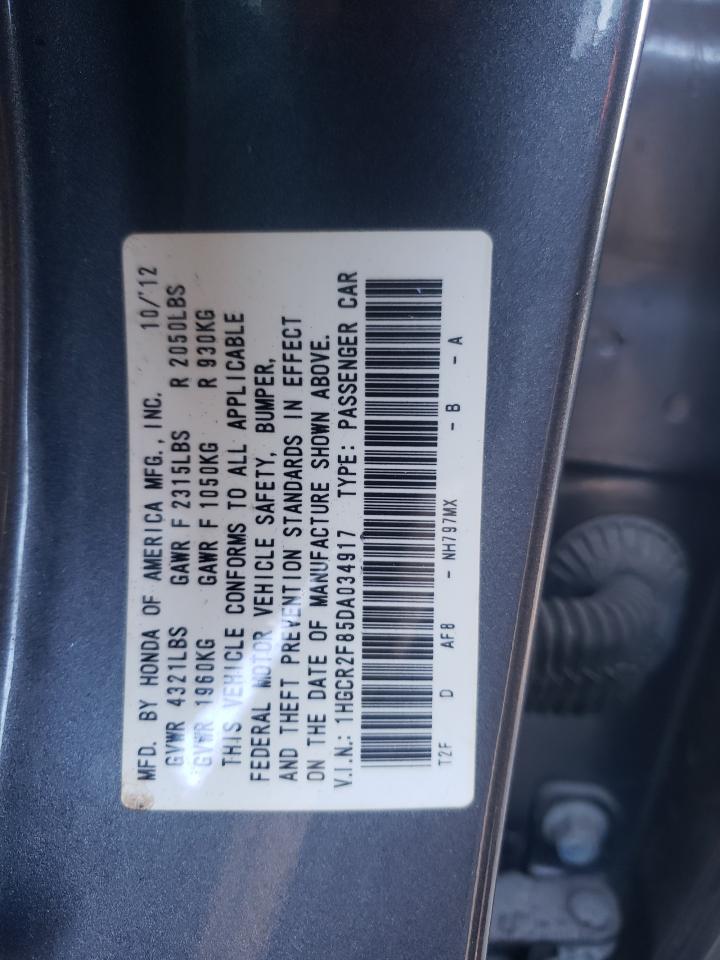 MFD. BY HONDA OF AMERICA MFG., INC. 10/'12
GVWR 4321LBS GAWR F 2315LBS R 2050LBS
GVWR 1960KG GAWR F 1050KG R 930KG
THIS VEHICLE CONFORMS TO ALL APPLICABLE
FEDERAL MOTOR VEHICLE SAFETY, BUMPER,
AND THEFT PREVENTION STANDARDS IN EFFECT
ON THE DATE OF MANUFACTURE SHOWN ABOVE.
V.I.N.: 1HGCR2F85DA034917 TYPE: PASSENGER CAR
T2F D AF8 - NH797MX - B - A